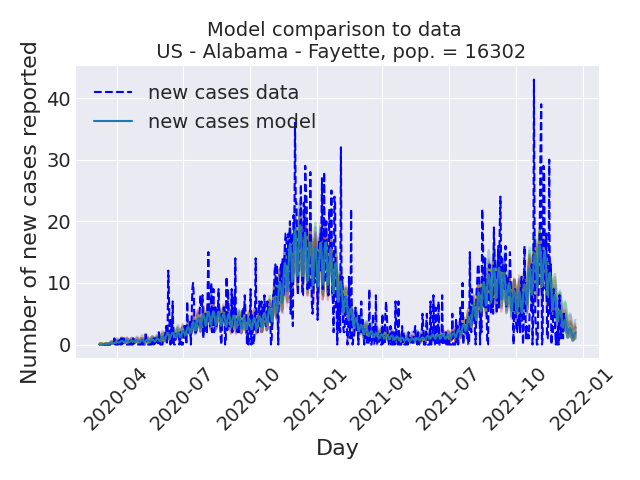 Model comparison to data
US - Alabama - Fayette, pop. = 16302
Number of new cases reported
40
30
20
10
0
new cases data
new cases model
2020-04
2020-07
2020-10
2021-01
2021-04
2021-07
2021-10
2022-01
Day